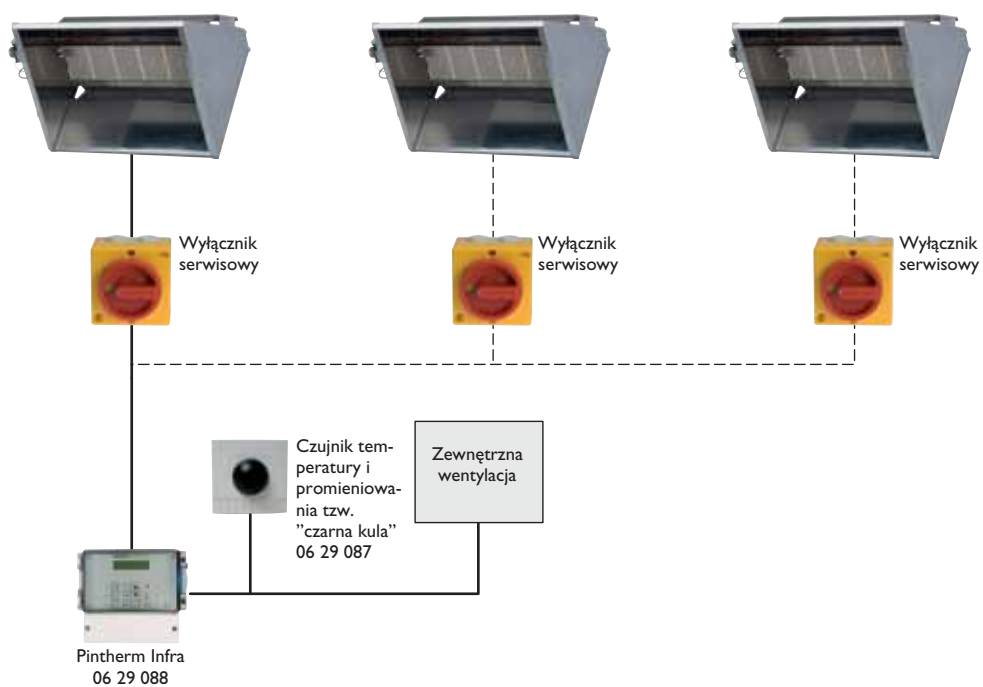 Wyłącznik
serwisowy
Wyłącznik
serwisowy
Wyłącznik
serwisowy
Czujnik tem-
peratury i
promieniowa-
nia tzw.
”czarna kula”
06 29 087
Zewnętrzna
wentylacja
Pintherm Infra
06 29 088